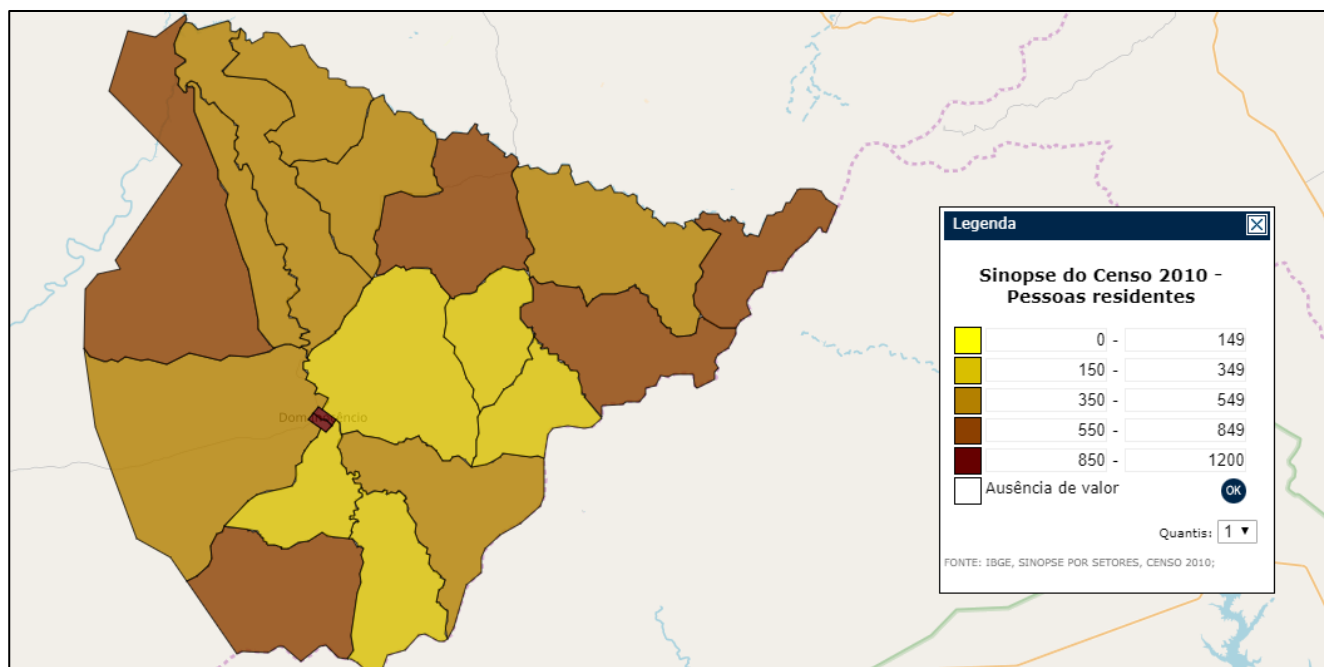 Legenda
Sinopse do Censo 2010 -
Pessoas residentes
0 - 149
150 - 349
350 - 549
550 - 849
850 - 1200
Ausência de valor
OK
Quantis: 1
FONTE: IBGE, SINOPSE POR SETORES, CENSO 2010;
Dom